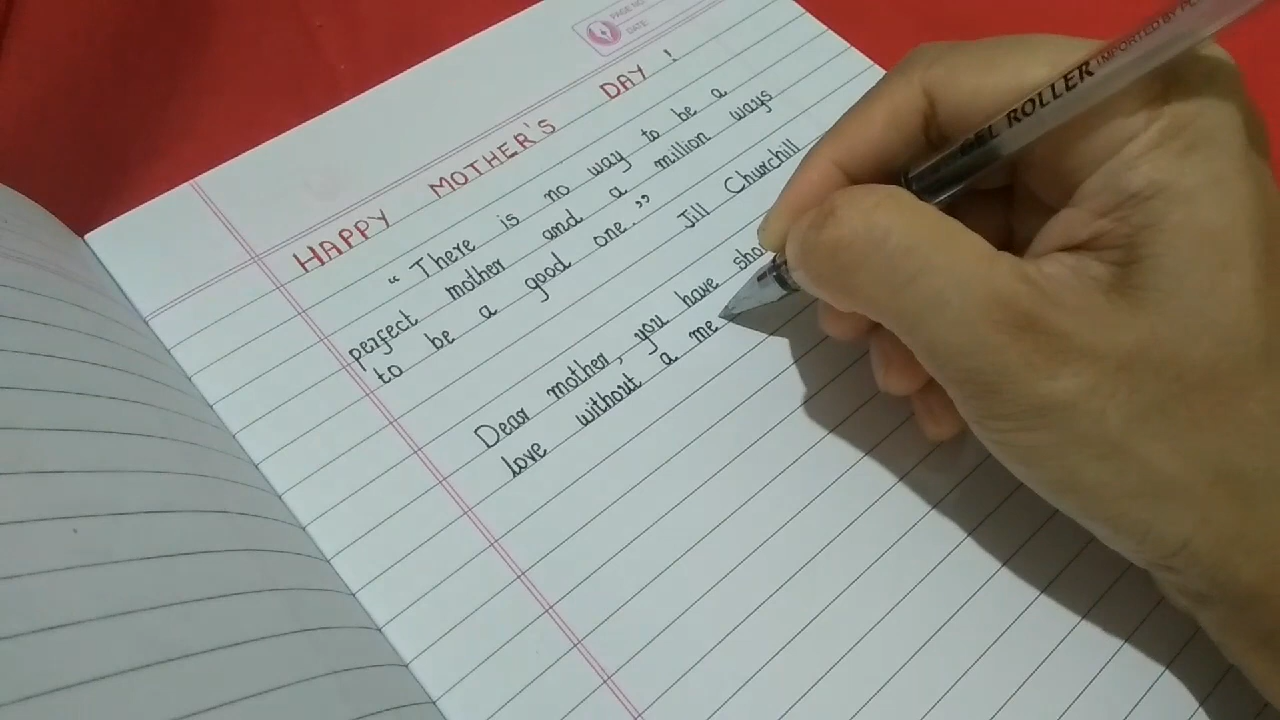 PAGE NO.
DATE:
HAPPY MOTHER'S DAY !
“ There is no way to be a
perfect mother and a million ways
to be a good one.”
Jill Churchill
Dear mother, you have
love without a me
GEL ROLLER IMPORTED BY